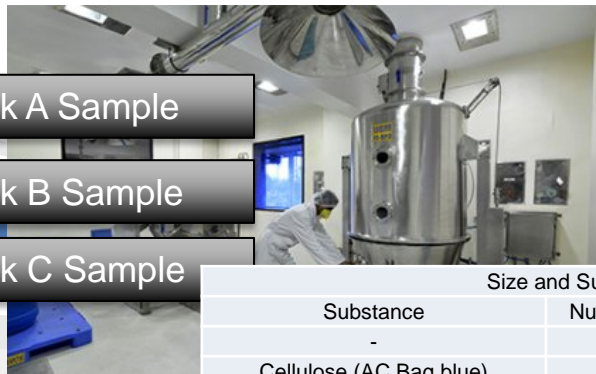 k A Sample
k B Sample
k C Sample
Size and Su
Substance
Nu
-
Cellulose (AC Bag blue)